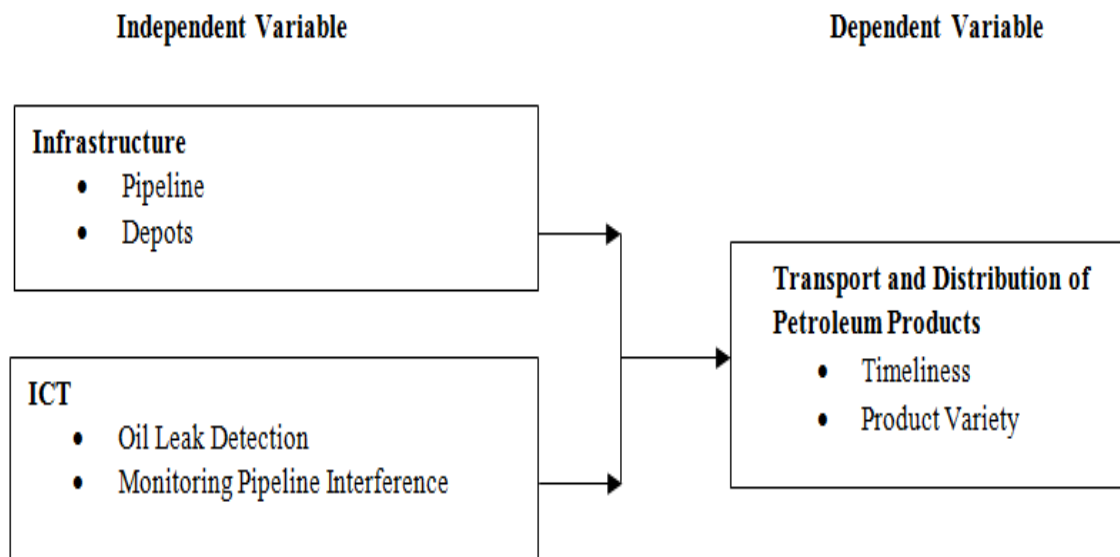 Independent Variable
Dependent Variable
Infrastructure
• Pipeline
• Depots
ICT
• Oil Leak Detection
• Monitoring Pipeline Interference
Transport and Distribution of
Petroleum Products
• Timeliness
• Product Variety